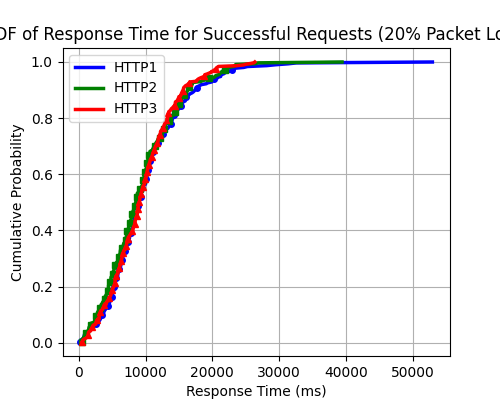 DF of Response Time for Successful Requests (20% Packet Lo
HTTP1
HTTP2
HTTP3
1.0
0.8
0.6
0.4
0.2
0.0
Cumulative Probability
0 10000 20000 30000 40000 50000
Response Time (ms)